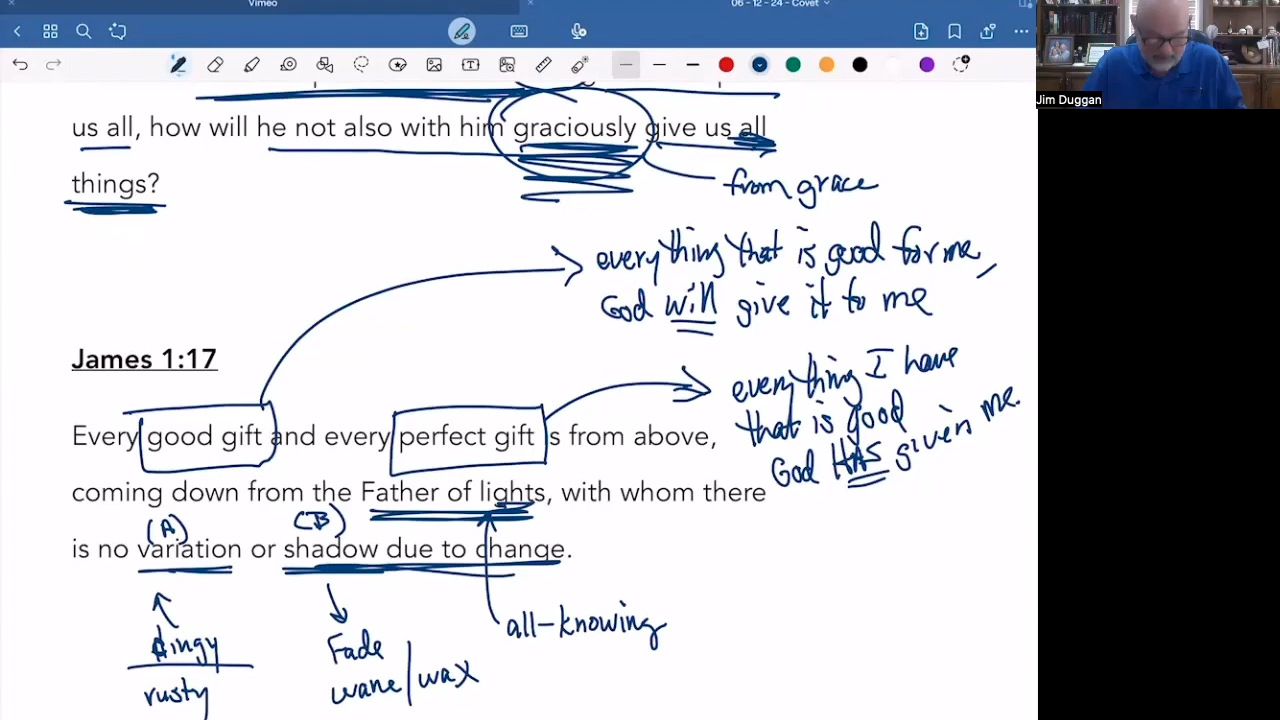 Vimeo
06 - 12 - 24 - Covet
Jim Duggan
us all, how will he not also with him graciously give us all
things?
from grace
everything that is good for me,
God will give it to me
James 1:17
everything I have
that is good
God HAS given me.
Every good gift and every perfect gift is from above,
coming down from the Father of lights, with whom there
(A)
(B)
is no variation or shadow due to change.
all-knowing
dingy
rusty
Fade
wane/wax